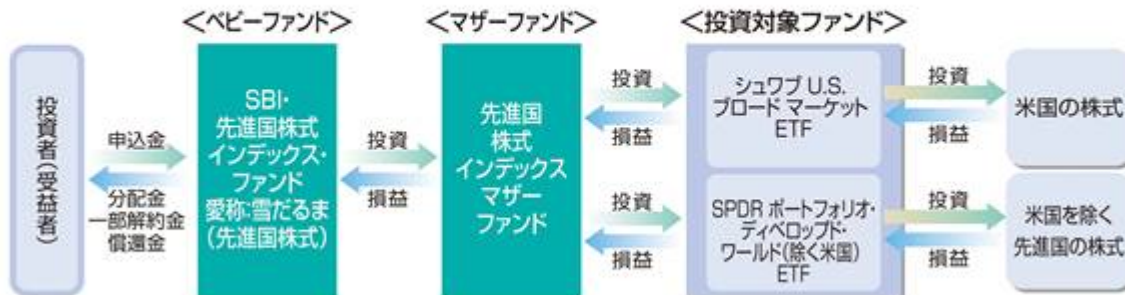 <ベビーファンド>
<マザーファンド>
<投資対象ファンド>
投資者(受益者)
申込金
分配金
一部解約金
償還金
SBI・
先進国株式
インデックス・
ファンド
愛称:雪だるま
(先進国株式)
投資
損益
先進国
株式
インデックス
マザー
ファンド
投資
損益
投資
損益
シュワブ U.S.
ブロード マーケット
ETF
SPDR ポートフォリオ・
ディベロップド・
ワールド(除く米国)
ETF
投資
損益
投資
損益
米国の株式
米国を除く
先進国の株式